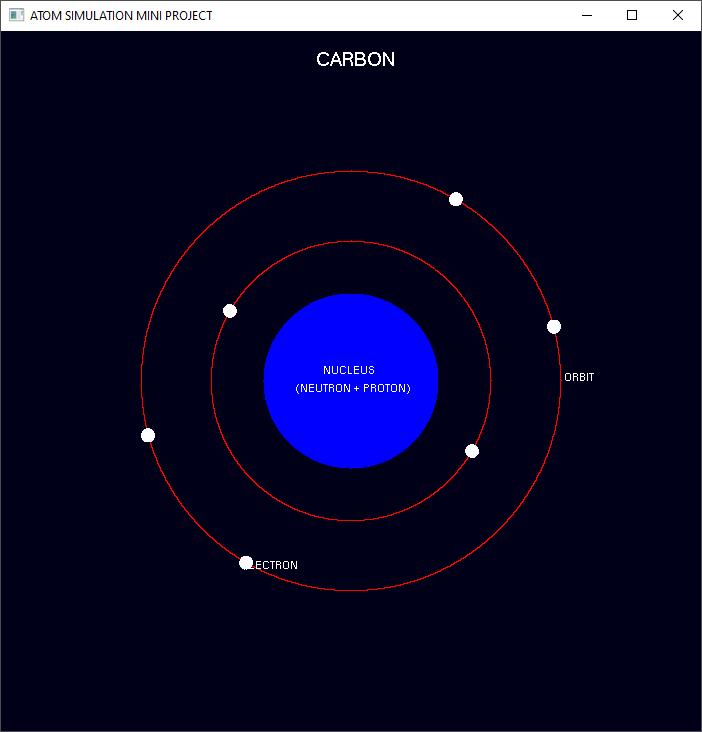 ATOM SIMULATION MINI PROJECT
CARBON
NUCLEUS
(NEUTRON + PROTON)
ORBIT
LECTRON